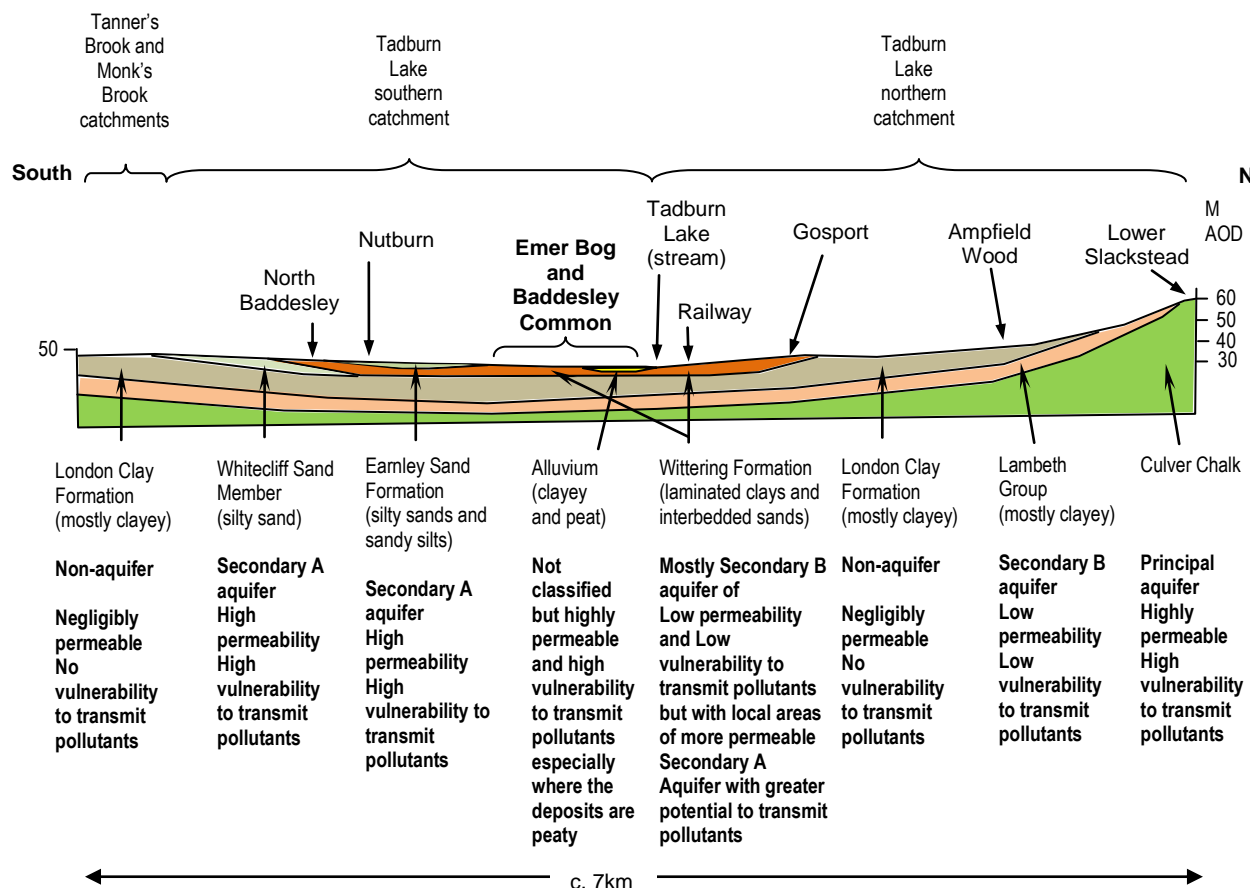 Tanner's
Brook and
Monk's
Brook
catchments
Tadburn
Lake
southern
catchment
Tadburn
Lake
northern
catchment
South
N
M
AOD
North
Baddesley
Nutburn
Emer Bog
and
Baddesley
Common
Tadburn
Lake
(stream)
Railway
Gosport
Ampfield
Wood
Lower
Slackstead
50
60
50
40
30
London Clay
Formation
(mostly clayey)
Non-aquifer
Negligibly
permeable
No
vulnerability
to transmit
pollutants
Whitecliff Sand
Member
(silty sand)
Secondary A
aquifer
High
permeability
High
vulnerability
to transmit
pollutants
Earnley Sand
Formation
(silty sands and
sandy silts)
Secondary A
aquifer
High
permeability
High
vulnerability to
transmit
pollutants
Alluvium
(clayey
and peat)
Not
classified
but highly
permeable
and high
vulnerability
to transmit
pollutants
especially
where the
deposits are
peaty
Wittering Formation
(laminated clays and
interbedded sands)
Mostly Secondary B
aquifer of
Low permeability
and Low
vulnerability to
transmit pollutants
but with local areas
of more permeable
Secondary A
Aquifer with greater
potential to transmit
pollutants
London Clay
Formation
(mostly clayey)
Non-aquifer
Negligibly
permeable
No
vulnerability
to transmit
pollutants
Lambeth
Group
(mostly clayey)
Secondary B
aquifer
Low
permeability
Low
vulnerability
to transmit
pollutants
Culver Chalk
Principal
aquifer
Highly
permeable
High
vulnerability
to transmit
pollutants
c. 7km